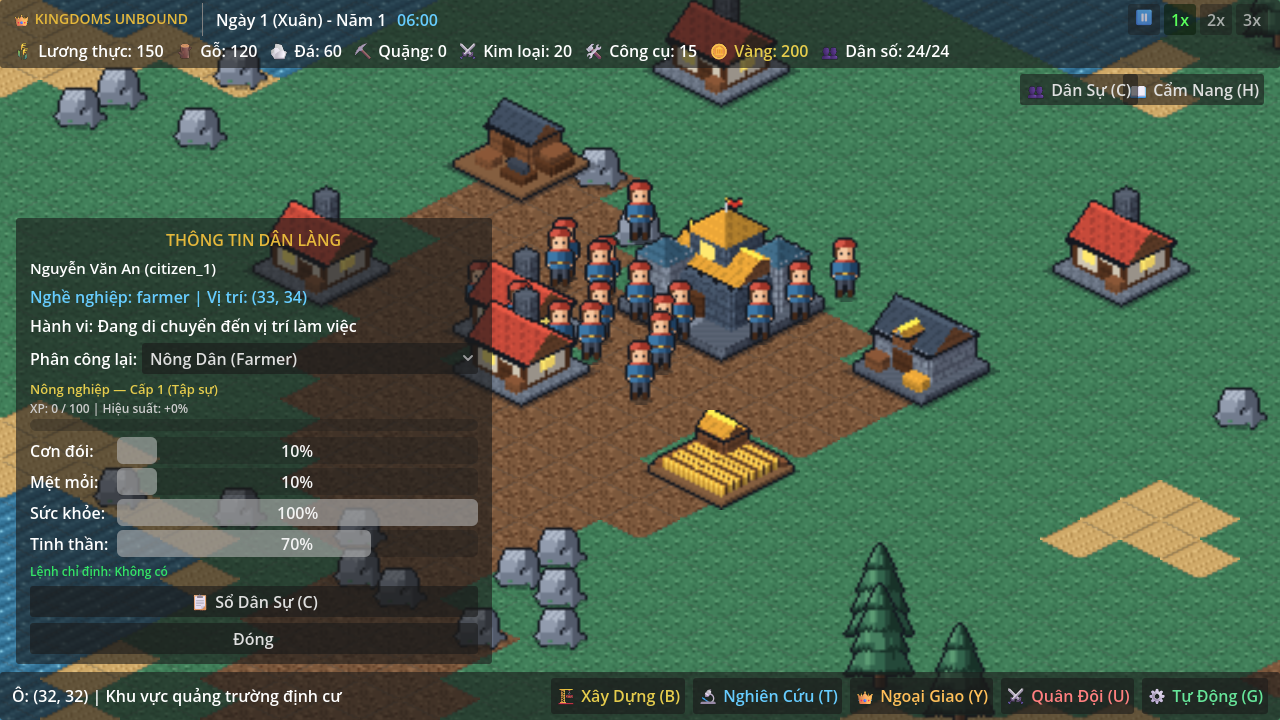 KINGDOMS UNBOUND
Ngày 1 (Xuân) - Năm 1 06:00
1x 2x 3x
Lương thực: 150 Gỗ: 120 Đá: 60 Quặng: 0 Kim loại: 20 Công cụ: 15 Vàng: 200 Dân số: 24/24
Dân Sự (C) Cẩm Nang (H)
THÔNG TIN DÂN LÀNG
Nguyễn Văn An (citizen_1)
Nghề nghiệp: farmer | Vị trí: (33, 34)
Hành vi: Đang di chuyển đến vị trí làm việc
Phân công lại: Nông Dân (Farmer)
Nông nghiệp — Cấp 1 (Tập sự)
XP: 0 / 100 | Hiệu suất: +0%
Cơn đói: 10%
Mệt mỏi: 10%
Sức khỏe: 100%
Tinh thần: 70%
Lệnh chỉ định: Không có
Sổ Dân Sự (C)
Đóng
Ô: (32, 32) | Khu vực quảng trường định cư
Xây Dựng (B) Nghiên Cứu (T) Ngoại Giao (Y) Quân Đội (U) Tự Động (G)